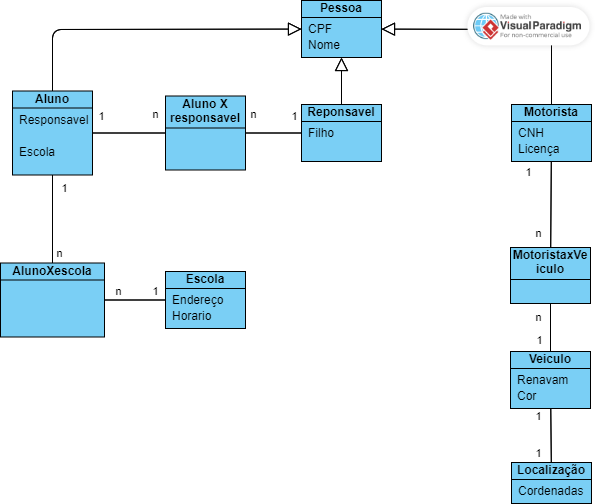 Pessoa
CPF
Nome
Made with
Visual Paradigm
For non-commercial use
Aluno
Responsavel
Escola
1
n
Aluno X
responsavel
n
1
Reponsavel
Filho
Motorista
CNH
Licença
1
n
1
n
AlunoXescola
n
1
Escola
Endereço
Horario
MotoristaxVe
iculo
n
1
Veiculo
Renavam
Cor
1
1
Localização
Cordenadas